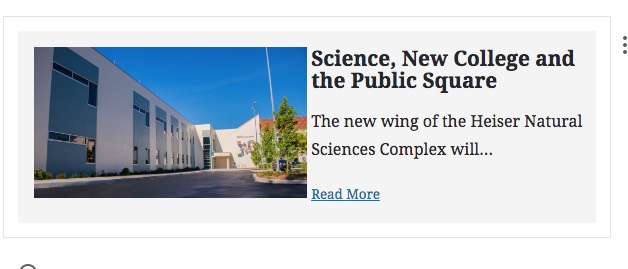 Science, New College and
the Public Square
The new wing of the Heiser Natural
Sciences Complex will...
Read More